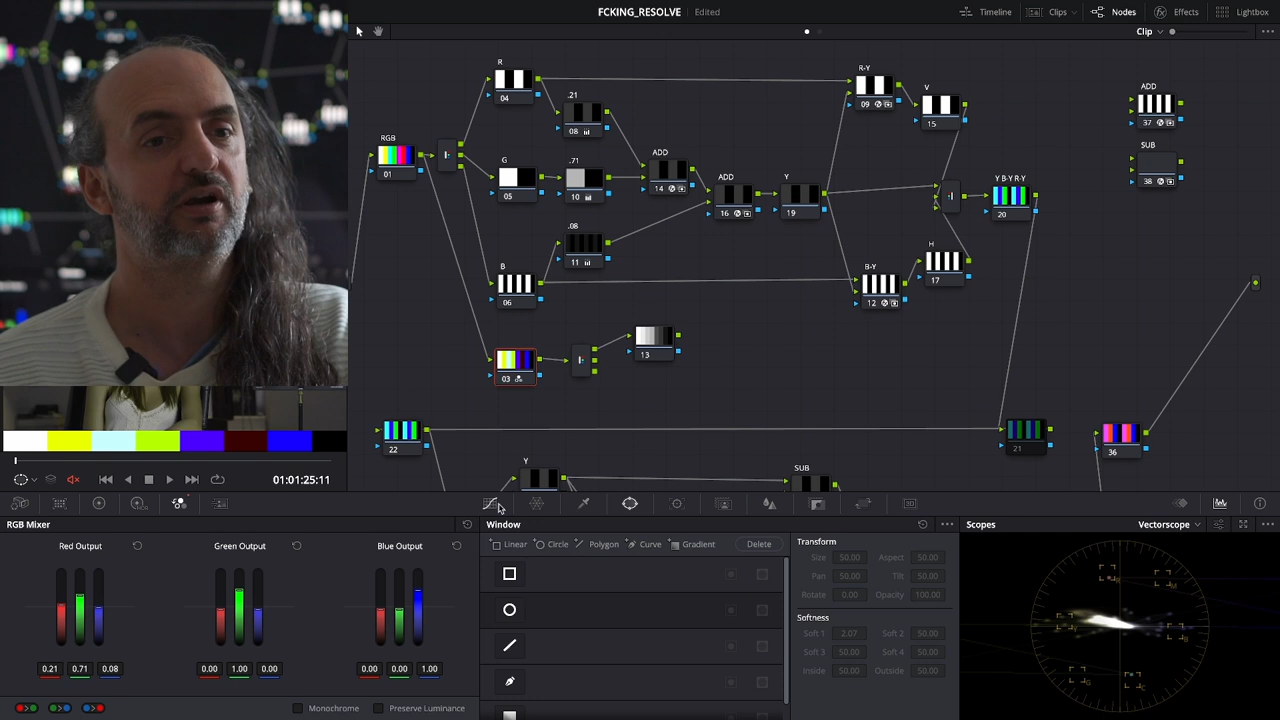 FCKING_RESOLVE Edited
Timeline Clips Nodes Effects Lightbox
Clip
R
04
.21
08
RGB
01
G
05
.71
10
ADD
14
ADD
16
Y
19
.08
11
B
06
R-Y
09
V
15
Y B-Y R-Y
20
H
17
B-Y
12
ADD
37
SUB
38
03
13
22
21
36
Y
SUB
01:01:25:11
RGB Mixer
Red Output Green Output Blue Output
0.21 0.71 0.08 0.00 1.00 0.00 0.00 0.00 1.00
Monochrome Preserve Luminance
Window
Linear Circle Polygon Curve Gradient Delete
Transform
Size 50.00 Aspect 50.00
Pan 50.00 Tilt 50.00
Rotate 0.00 Opacity 100.00
Softness
Soft 1 2.07 Soft 2 50.00
Soft 3 50.00 Soft 4 50.00
Inside 50.00 Outside 50.00
Scopes Vectorscope
R
M
Y
B
G
C